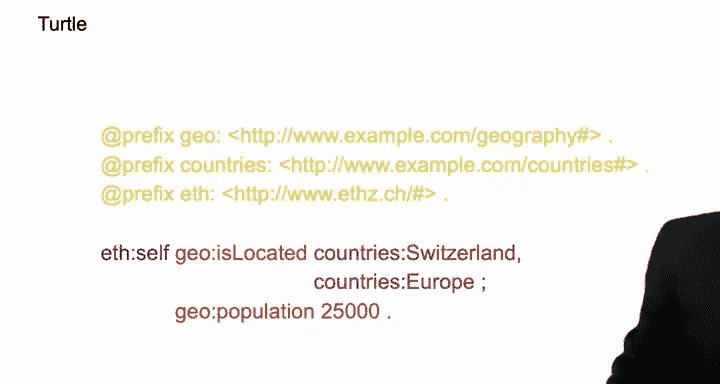 Turtle
@prefix geo: <http://www.example.com/geography#> .
@prefix countries: <http://www.example.com/countries#> .
@prefix eth: <http://www.ethz.ch/#> .
eth:self geo:isLocated countries:Switzerland,
countries:Europe ;
geo:population 25000 .